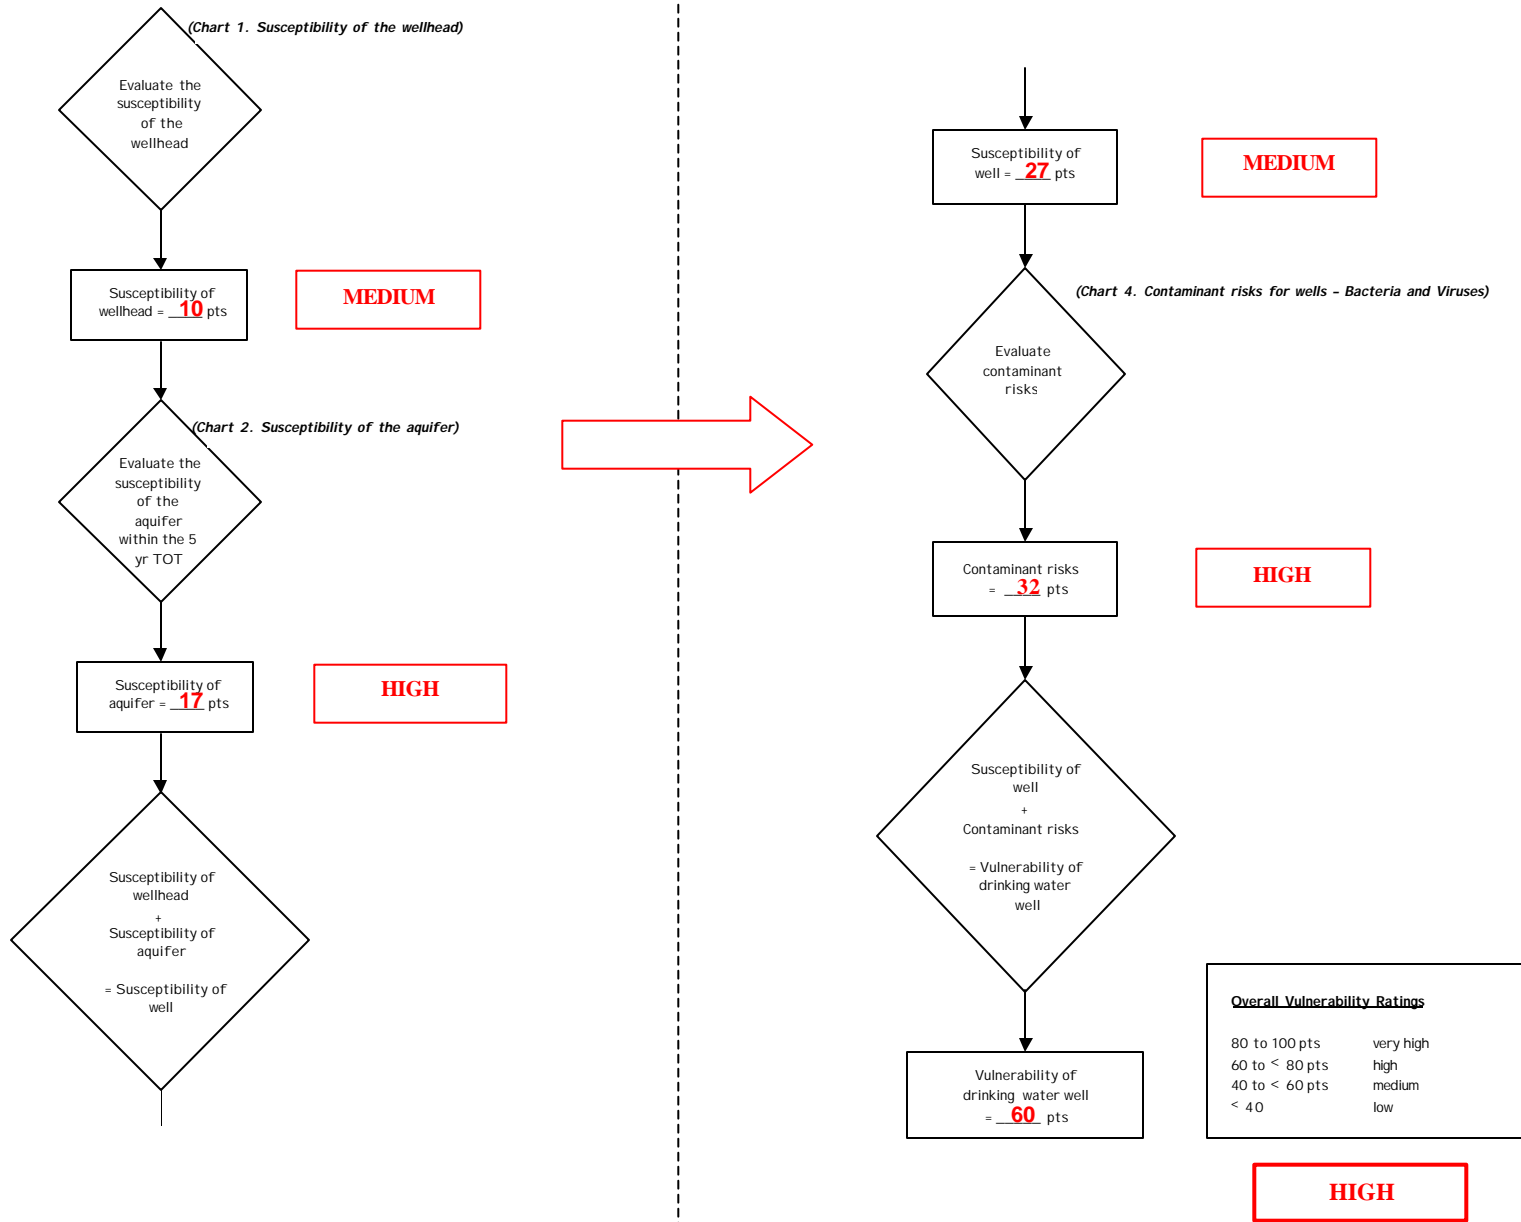 (Chart 1. Susceptibility of the wellhead)
Evaluate the
susceptibility
of the
wellhead
Susceptibility of
wellhead = 10 pts
MEDIUM
(Chart 2. Susceptibility of the aquifer)
Evaluate the
susceptibility
of the
aquifer
within the 5
yr TOT
Susceptibility of
aquifer = 17 pts
HIGH
Susceptibility of
wellhead
+
Susceptibility of
aquifer
= Susceptibility of
well
Susceptibility of
well = 27 pts
MEDIUM
(Chart 4. Contaminant risks for wells – Bacteria and Viruses)
Evaluate
contaminant
risks
Contaminant risks
= 32 pts
HIGH
Susceptibility of
well
+
Contaminant risks
= Vulnerability of
drinking water
well
Vulnerability of
drinking water well
= 60 pts
Overall Vulnerability Ratings
80 to 100 pts very high
60 to < 80 pts high
40 to < 60 pts medium
< 40 low
HIGH